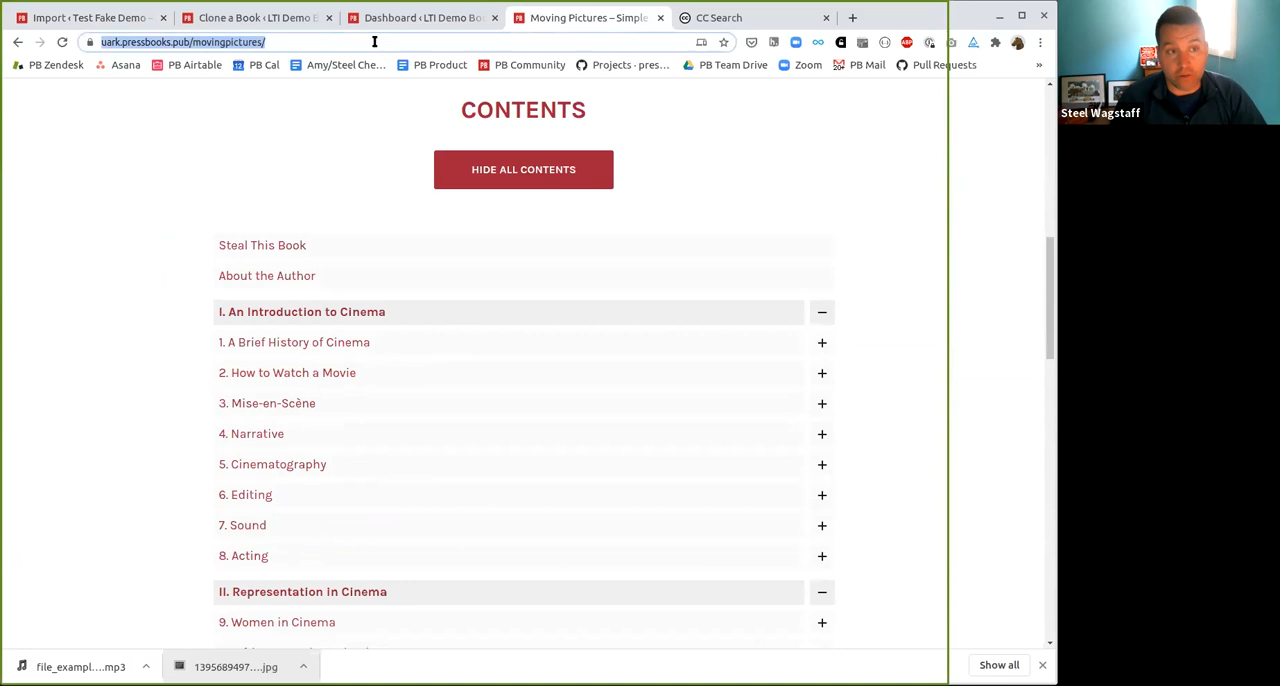 Import ‹ Test Fake Demo –
Clone a Book ‹ LTI Demo
Dashboard ‹ LTI Demo Boo
Moving Pictures – Simple
CC Search
uark.pressbooks.pub/movingpictures/
PB Zendesk
Asana
PB Airtable
PB Cal
Amy/Steel Che...
PB Product
PB Community
Projects · pres...
PB Team Drive
Zoom
PB Mail
Pull Requests
»
CONTENTS
HIDE ALL CONTENTS
Steal This Book
About the Author
I. An Introduction to Cinema
1. A Brief History of Cinema
2. How to Watch a Movie
3. Mise-en-Scène
4. Narrative
5. Cinematography
6. Editing
7. Sound
8. Acting
II. Representation in Cinema
9. Women in Cinema
file_exampl....mp3
1395689497....jpg
Show all
Steel Wagstaff